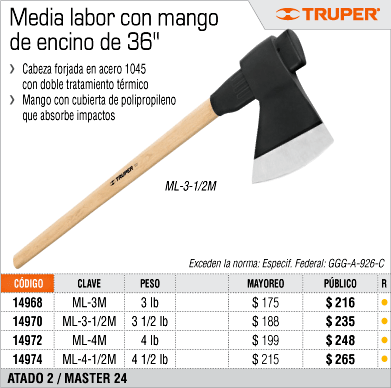 Media labor con mango
de encino de 36"
TRUPER®
› Cabeza forjada en acero 1045
con doble tratamiento térmico
› Mango con cubierta de polipropileno
que absorbe impactos
TRUPER
ML-3-1/2M
Exceden la norma: Especif. Federal: GGG-A-926-C
CÓDIGO CLAVE PESO MAYOREO PÚBLICO R
14968 ML-3M 3 lb $ 175 $ 216
14970 ML-3-1/2M 3 1/2 lb $ 188 $ 235
14972 ML-4M 4 lb $ 199 $ 248
14974 ML-4-1/2M 4 1/2 lb $ 215 $ 265
ATADO 2 / MASTER 24